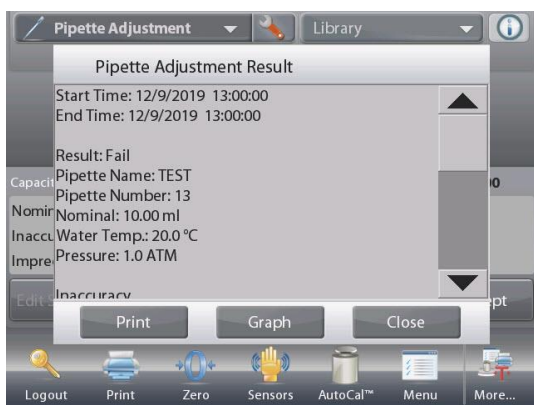 Pipette Adjustment
Library
Pipette Adjustment Result
Start Time: 12/9/2019 13:00:00
End Time: 12/9/2019 13:00:00
Result: Fail
Pipette Name: TEST
Pipette Number: 13
Nominal: 10.00 ml
Water Temp.: 20.0 °C
Pressure: 1.0 ATM
Inaccuracy
Print Graph Close
Logout Print Zero Sensors AutoCal™ Menu More...